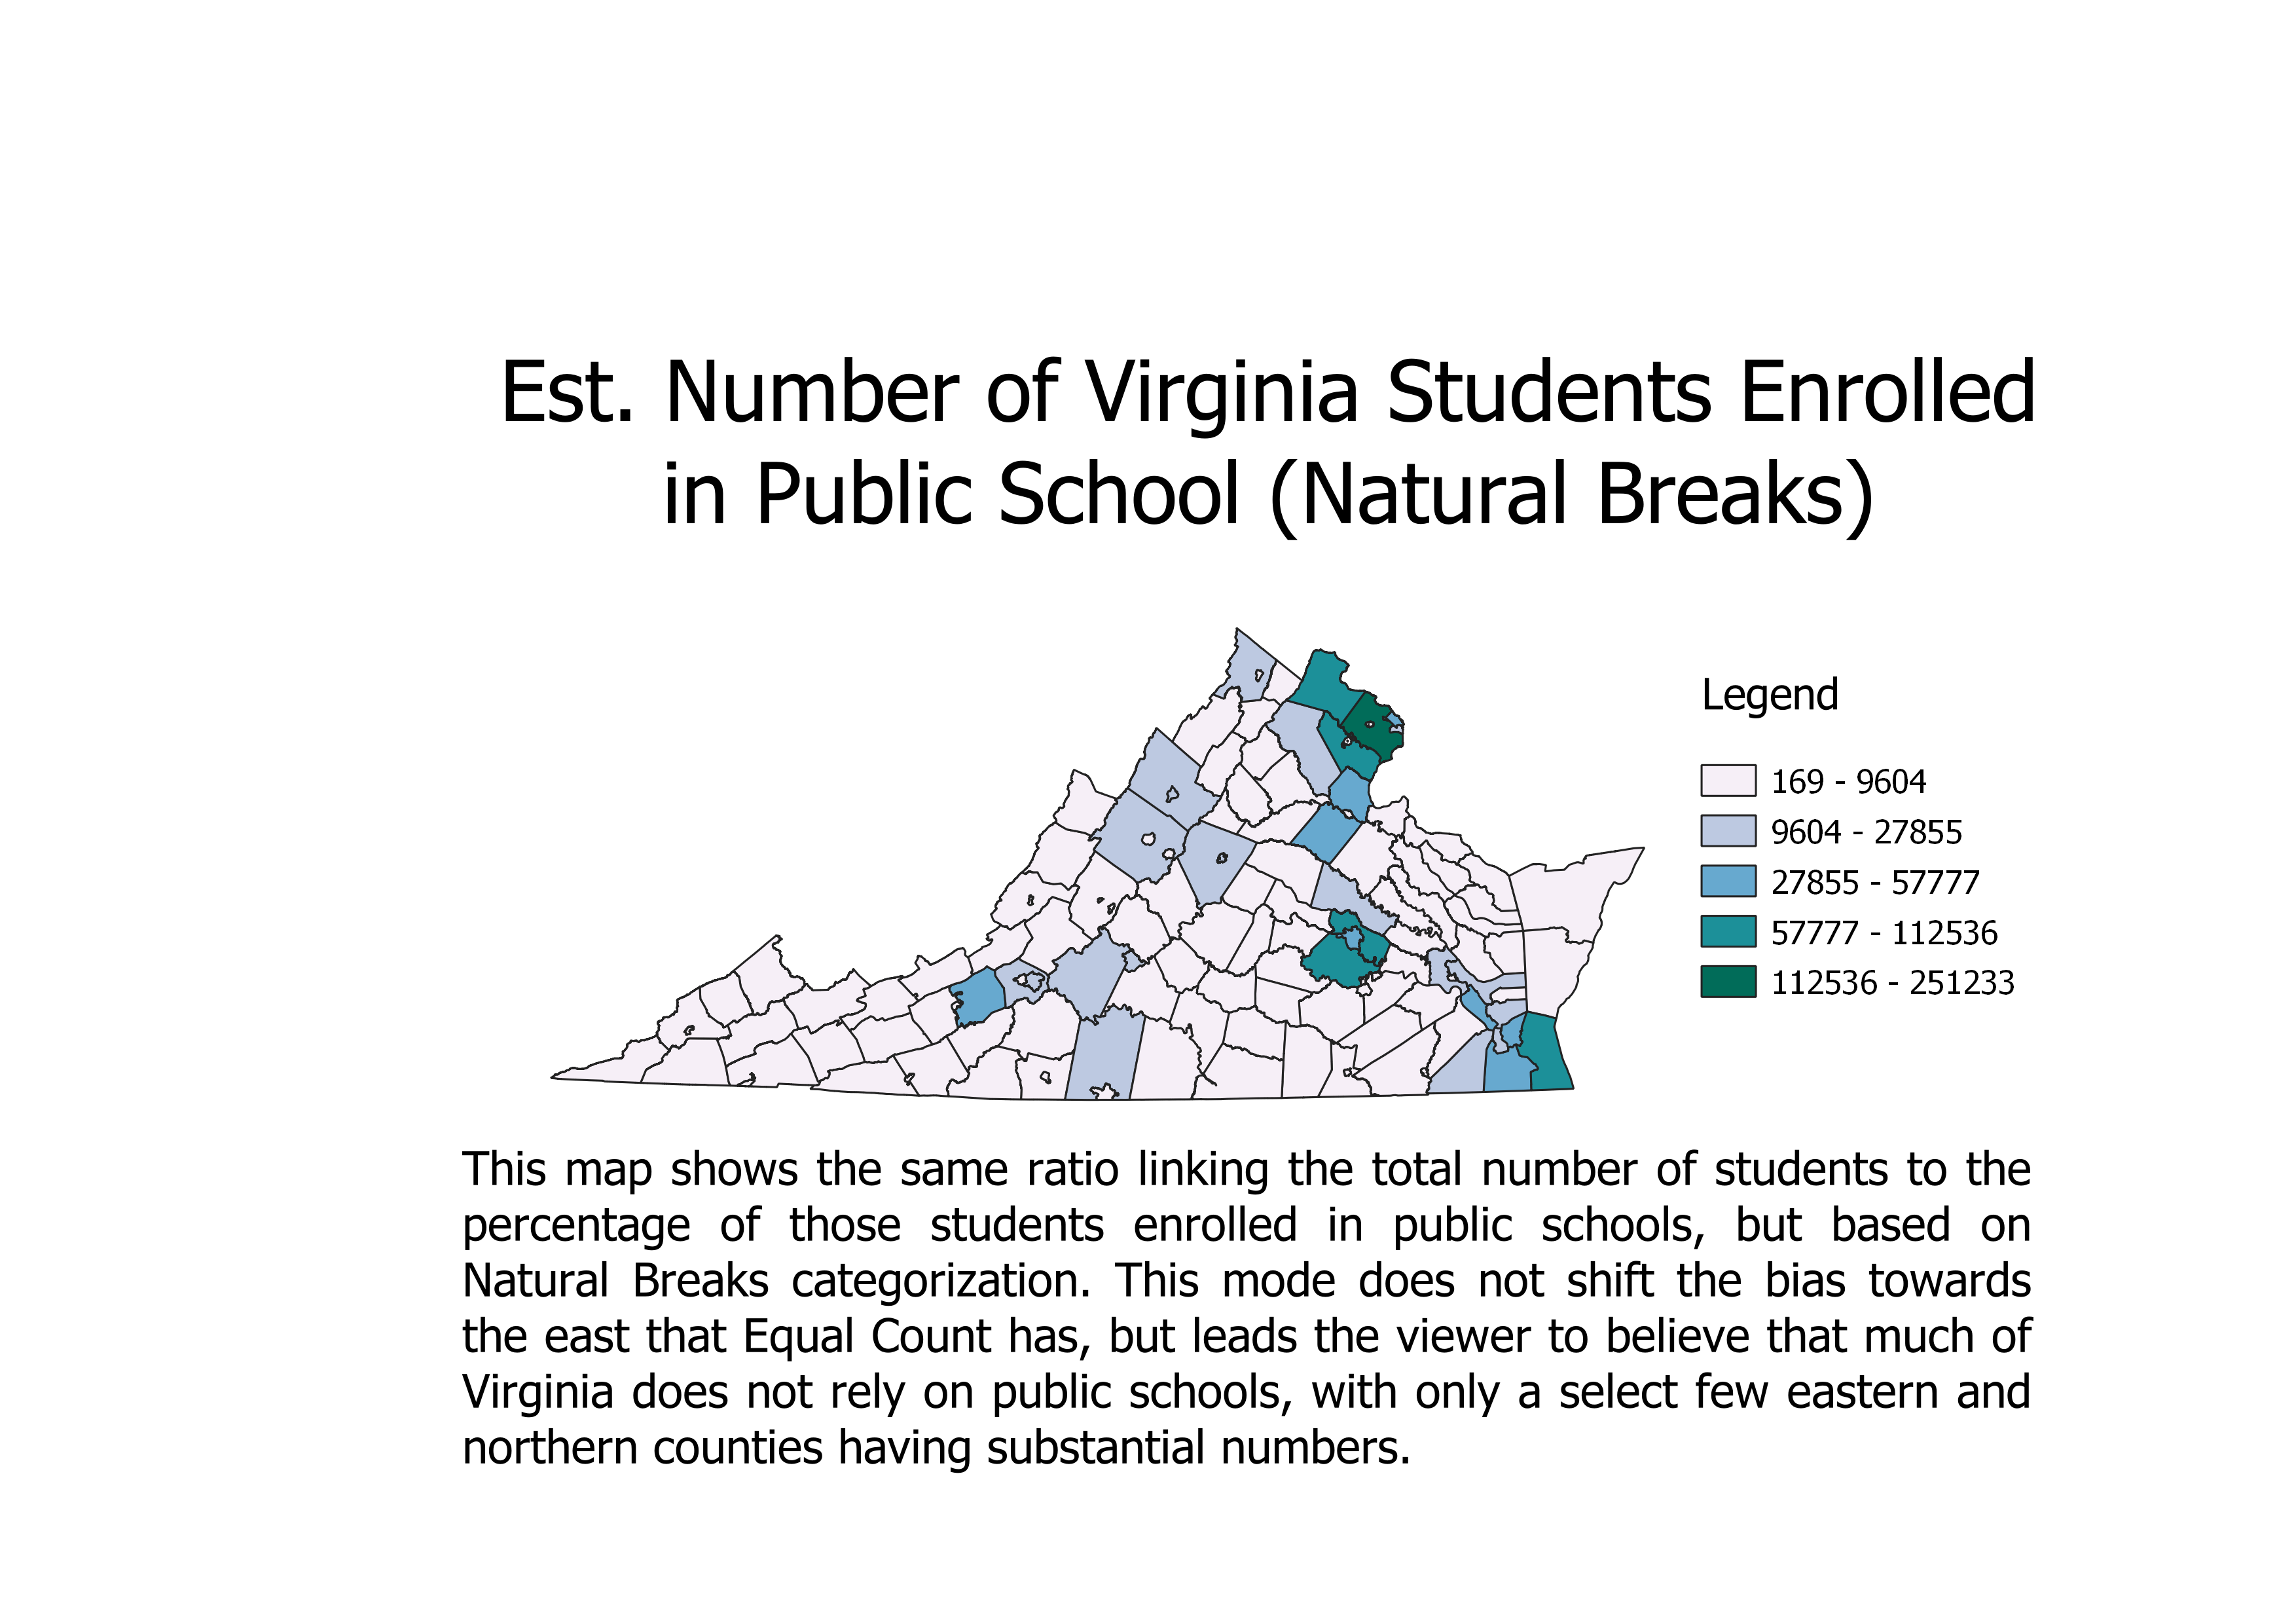 Est. Number of Virginia Students Enrolled
in Public School (Natural Breaks)
Legend
169 - 9604
9604 - 27855
27855 - 57777
57777 - 112536
112536 - 251233
This map shows the same ratio linking the total number of students to the
percentage of those students enrolled in public schools, but based on
Natural Breaks categorization. This mode does not shift the bias towards
the east that Equal Count has, but leads the viewer to believe that much of
Virginia does not rely on public schools, with only a select few eastern and
northern counties having substantial numbers.